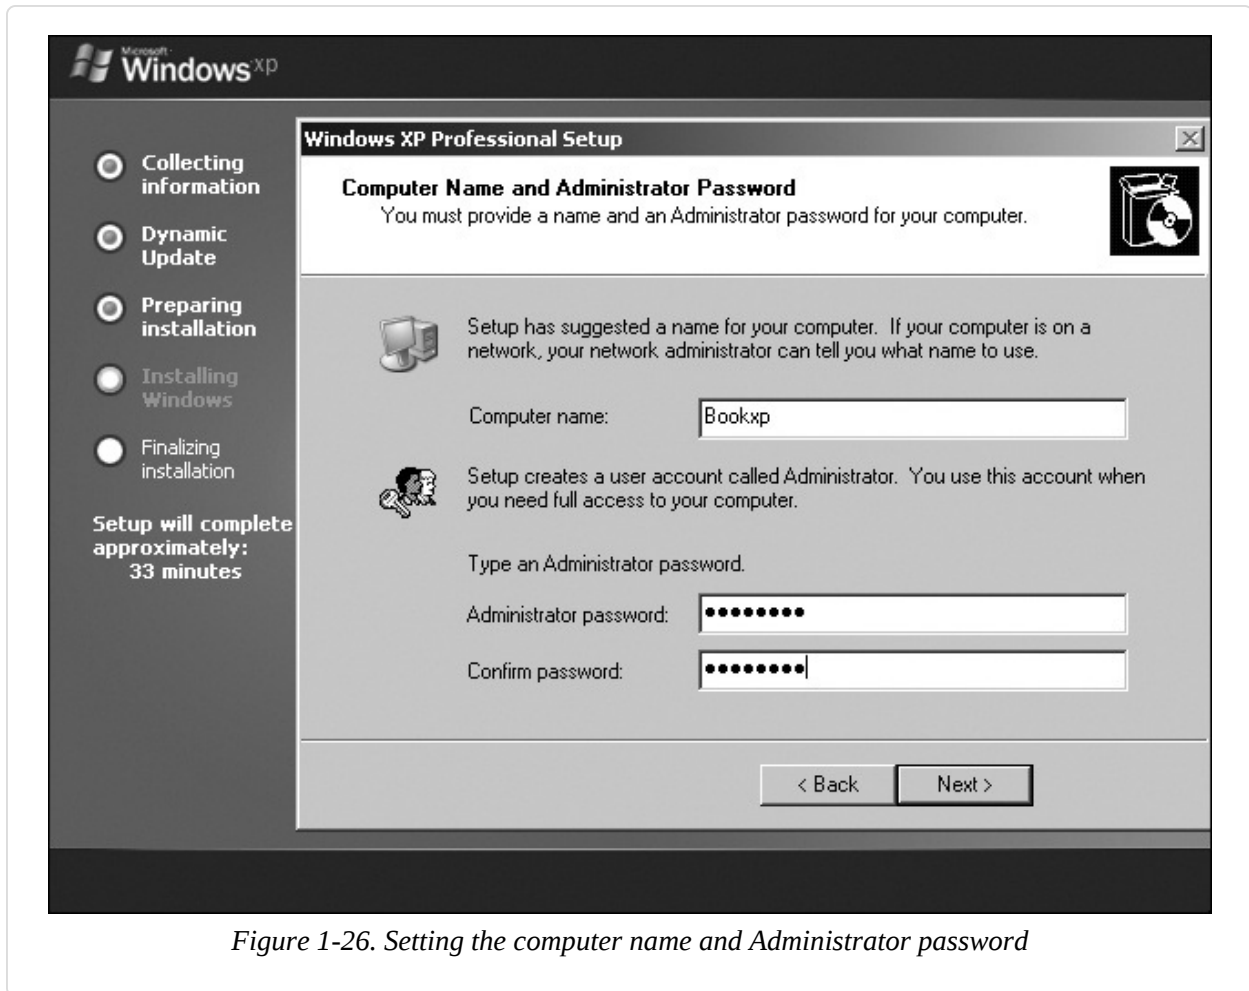 Microsoft
Windows xp
Collecting
information
Dynamic
Update
Preparing
installation
Installing
Windows
Finalizing
installation
Setup will complete
approximately:
33 minutes
Windows XP Professional Setup
Computer Name and Administrator Password
You must provide a name and an Administrator password for your computer.
Setup has suggested a name for your computer.  If your computer is on a
network, your network administrator can tell you what name to use.
Computer name:
Bookxp
Setup creates a user account called Administrator.  You use this account when
you need full access to your computer.
Type an Administrator password.
Administrator password:
●●●●●●●●
Confirm password:
●●●●●●●●
< Back
Next >
Figure 1-26. Setting the computer name and Administrator password